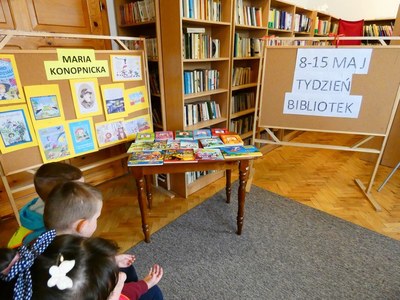 MARIA
KONOPNICKA
8-15 MAJ
TYDZIEŃ
BIBLIOTEK